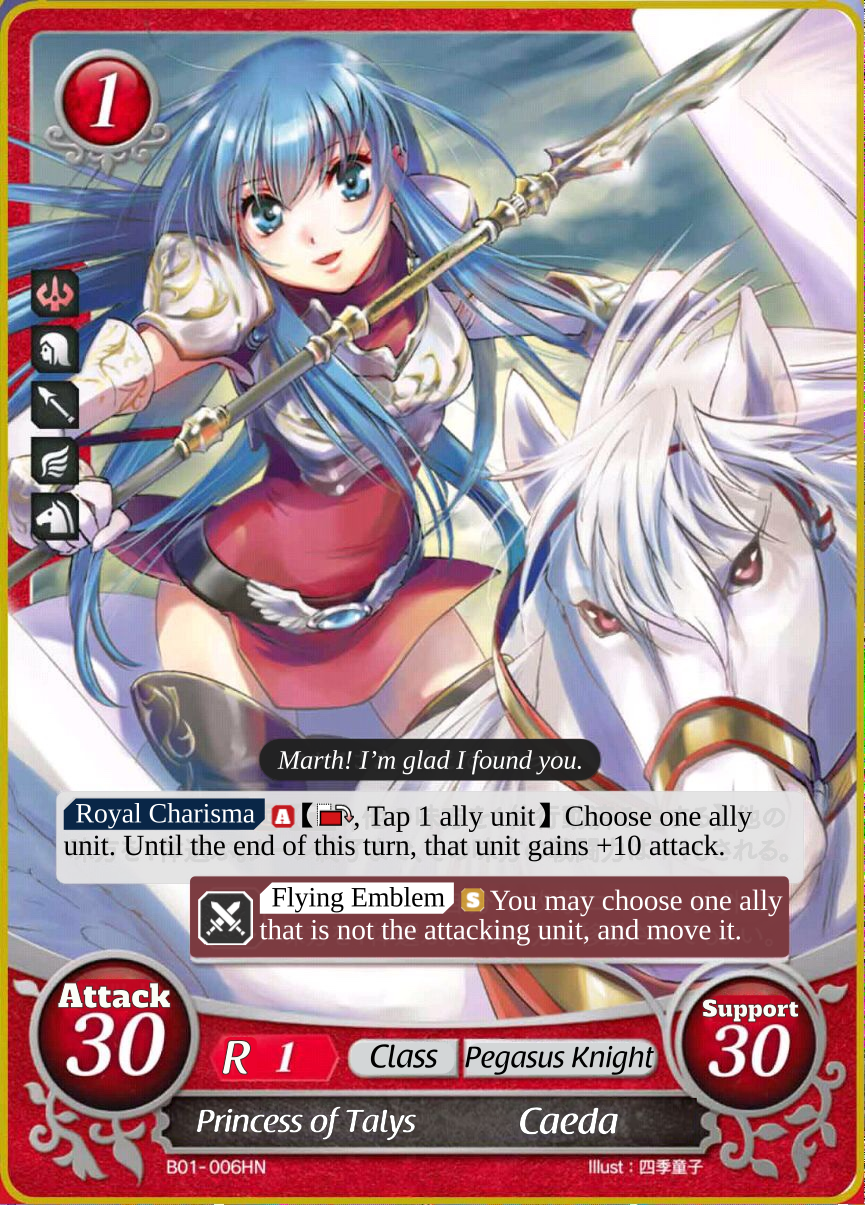 1
Marth! I’m glad I found you.
Royal Charisma A 【 , Tap 1 ally unit】 Choose one ally
unit. Until the end of this turn, that unit gains +10 attack.
Flying Emblem S You may choose one ally
that is not the attacking unit, and move it.
Attack
30
R 1
Class Pegasus Knight
Support
30
Princess of Talys Caeda
B01-006HN
Illust：四季童子